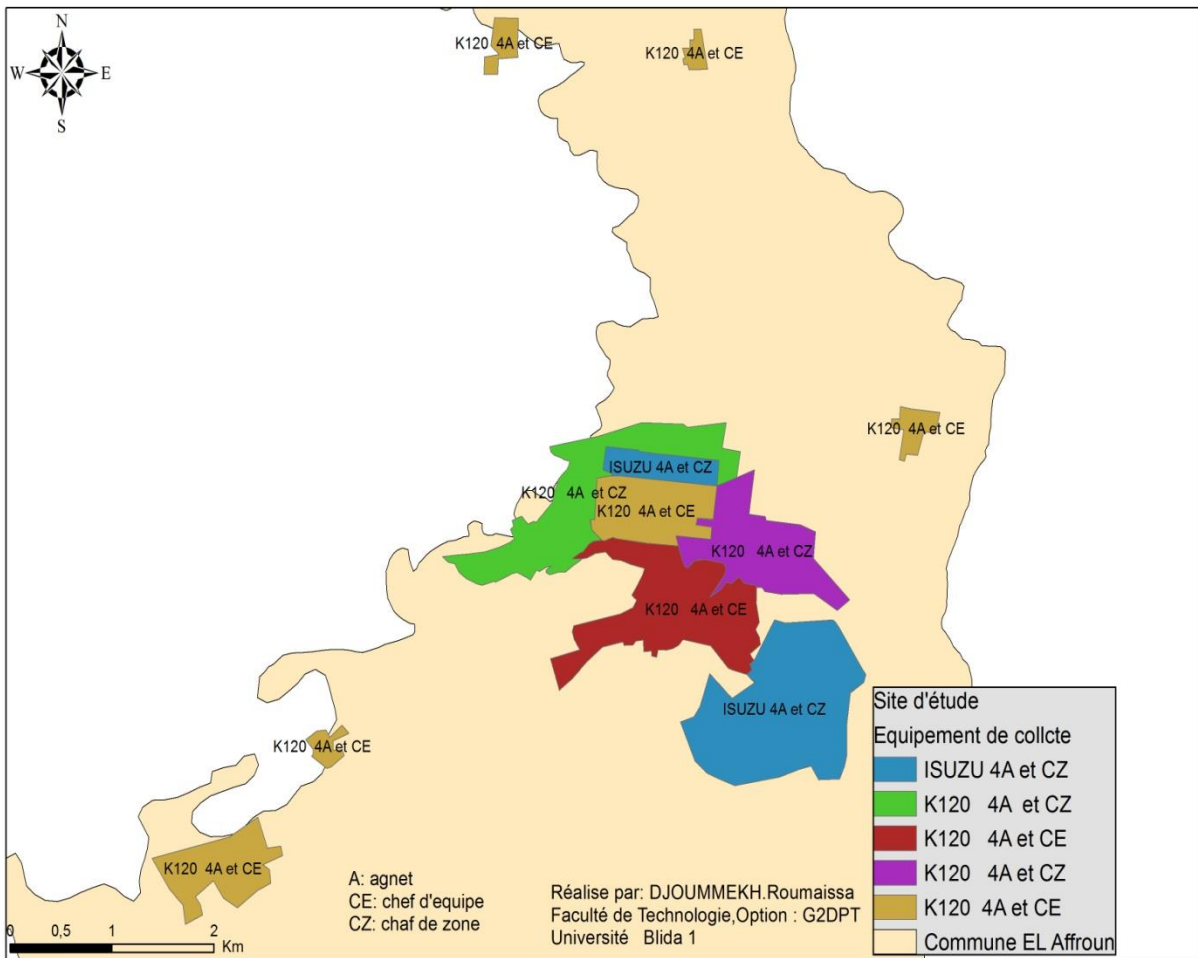 N
W E
S
K120 4A et CE
K120 4A et CE
K120 4A et CE
ISUZU 4A et CZ
K120 4A et CZ
K120 4A et CE
K120 4A et CZ
K120 4A et CE
ISUZU 4A et CZ
K120 4A et CE
K120 4A et CE
Site d'étude
Equipement de collcte
ISUZU 4A et CZ
K120 4A et CZ
K120 4A et CE
K120 4A et CZ
K120 4A et CE
Commune EL Affroun
A: agnet
CE: chef d'equipe
CZ: chaf de zone
Réalise par: DJOUMMEKH.Roumaissa
Faculté de Technologie,Option : G2DPT
Université Blida 1
0 0,5 1 2
Km